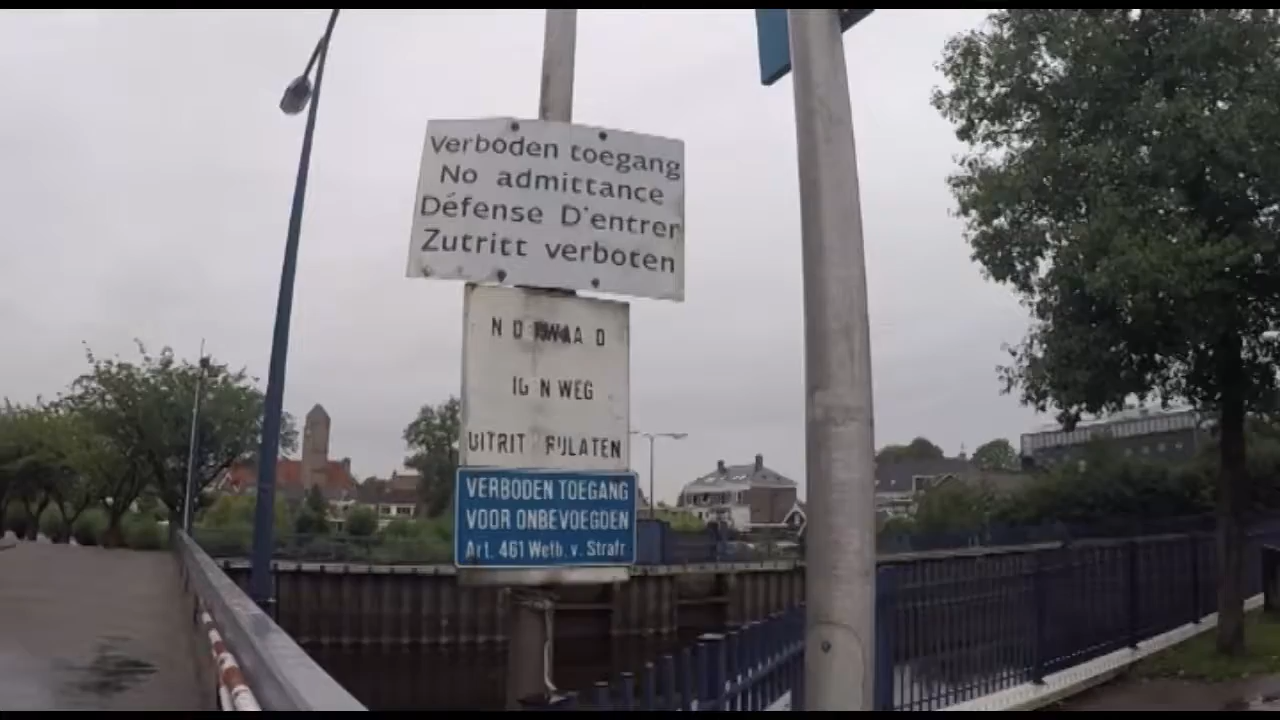 Verboden toegang
No admittance
Défense D'entrer
Zutritt verboten
WEG
VERBODEN TOEGANG
VOOR ONBEVOEGDEN
Art. 461 Wetb. v. Strafr